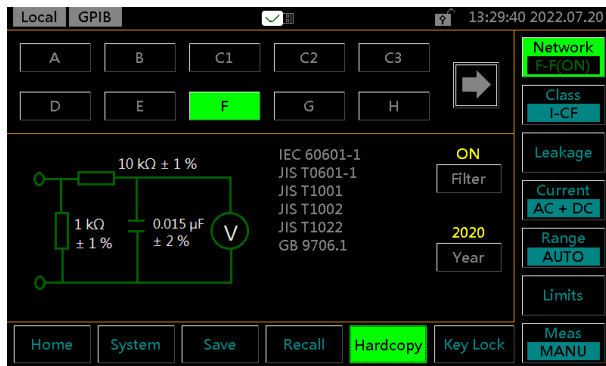 Local GPIB 13:29:40 2022.07.20
A B C1 C2 C3
D E F G H
10 kΩ ± 1 %
1 kΩ
± 1 %
0.015 µF
± 2 %
V
IEC 60601-1
JIS T0601-1
JIS T1001
JIS T1002
JIS T1022
GB 9706.1
ON
Filter
2020
Year
Network
F-F(ON)
Class
I-CF
Leakage
Current
AC + DC
Range
AUTO
Limits
Meas
MANU
Home System Save Recall Hardcopy Key Lock